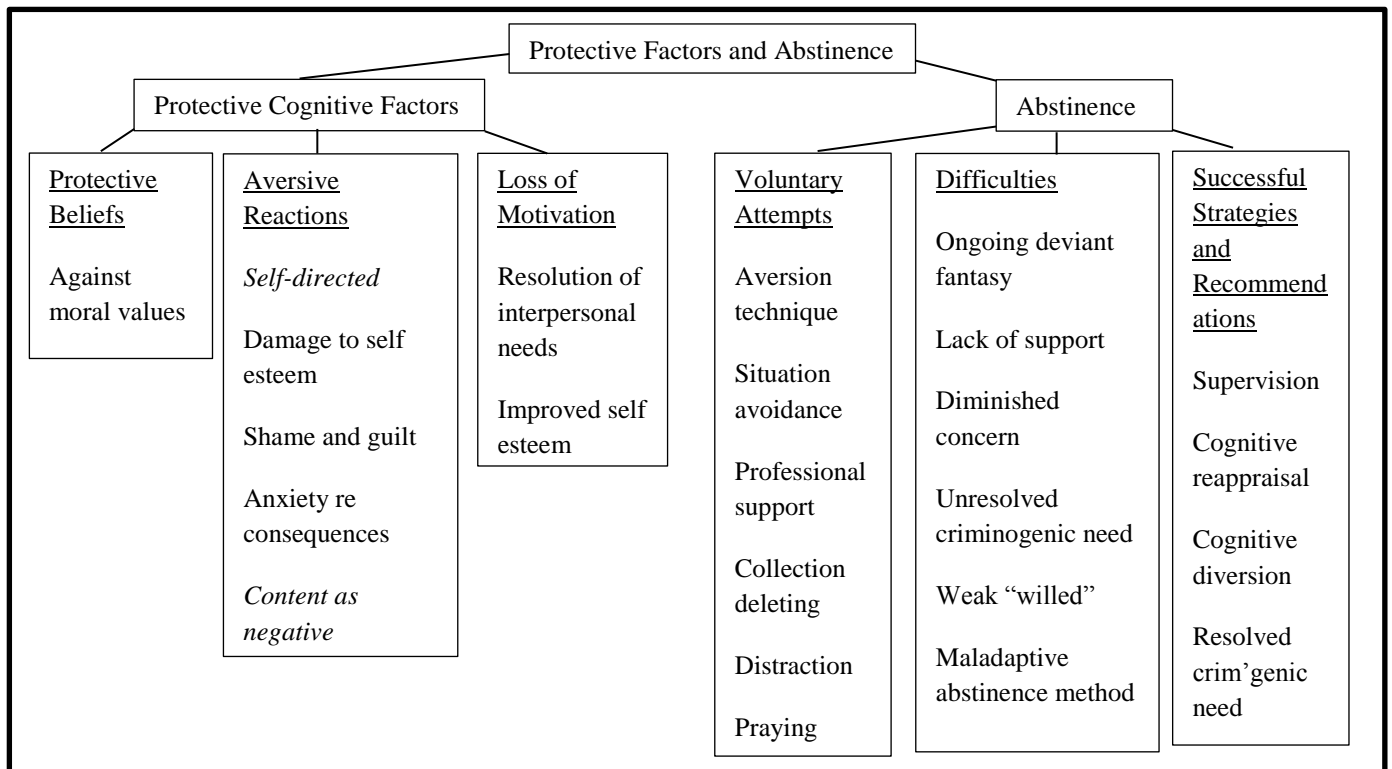 Protective Factors and Abstinence
Protective Cognitive Factors
Abstinence
Protective
Beliefs
Against
moral values
Aversive
Reactions
Self-directed
Damage to self
esteem
Shame and guilt
Anxiety re
consequences
Content as
negative
Loss of
Motivation
Resolution of
interpersonal
needs
Improved self
esteem
Voluntary
Attempts
Aversion
technique
Situation
avoidance
Professional
support
Collection
deleting
Distraction
Praying
Difficulties
Ongoing deviant
fantasy
Lack of support
Diminished
concern
Unresolved
criminogenic need
Weak “willed”
Maladaptive
abstinence method
Successful
Strategies
and
Recommend
ations
Supervision
Cognitive
reappraisal
Cognitive
diversion
Resolved
crim’genic
need